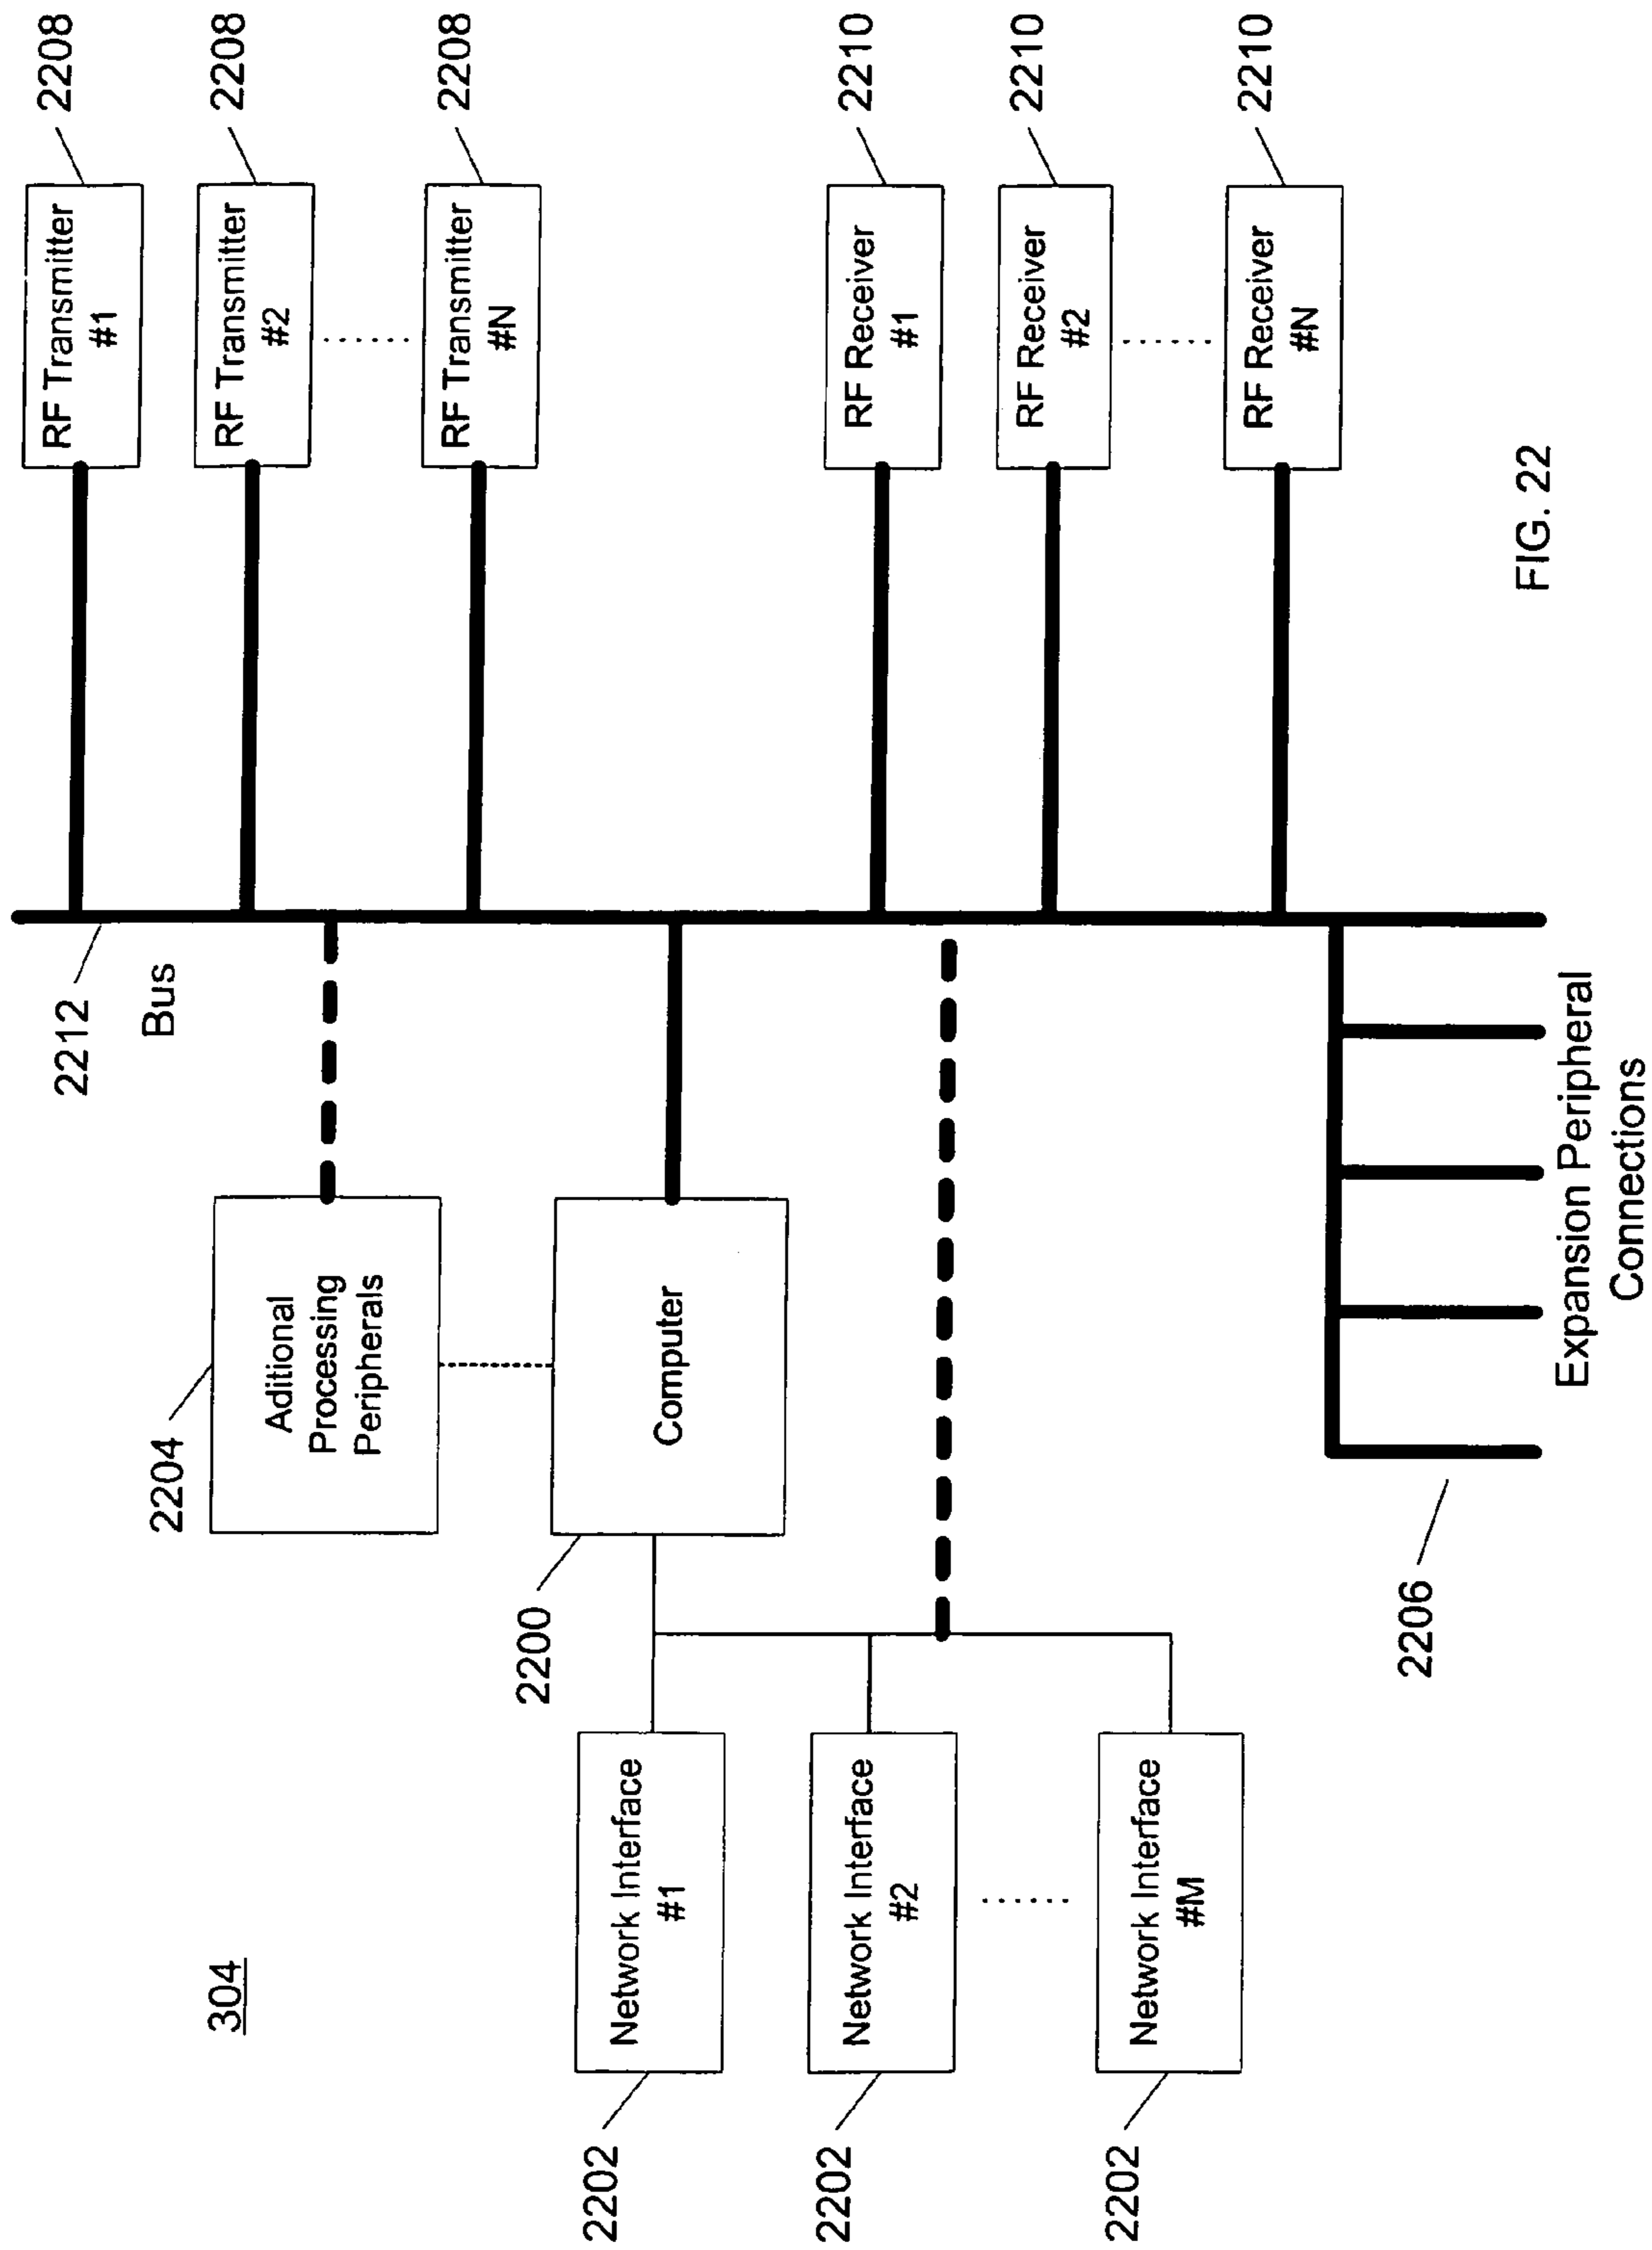 304
2202
Network Interface
#1
2202
Network Interface
#2
2202
Network Interface
#M
2204
Aditional
Processing
Peripherals
2200
Computer
2206
Expansion Peripheral
Connections
2212
Bus
RF Transmitter
#1
2208
RF Transmitter
#2
2208
RF Transmitter
#N
2208
RF Receiver
#1
2210
RF Receiver
#2
2210
RF Receiver
#N
2210
FIG. 22